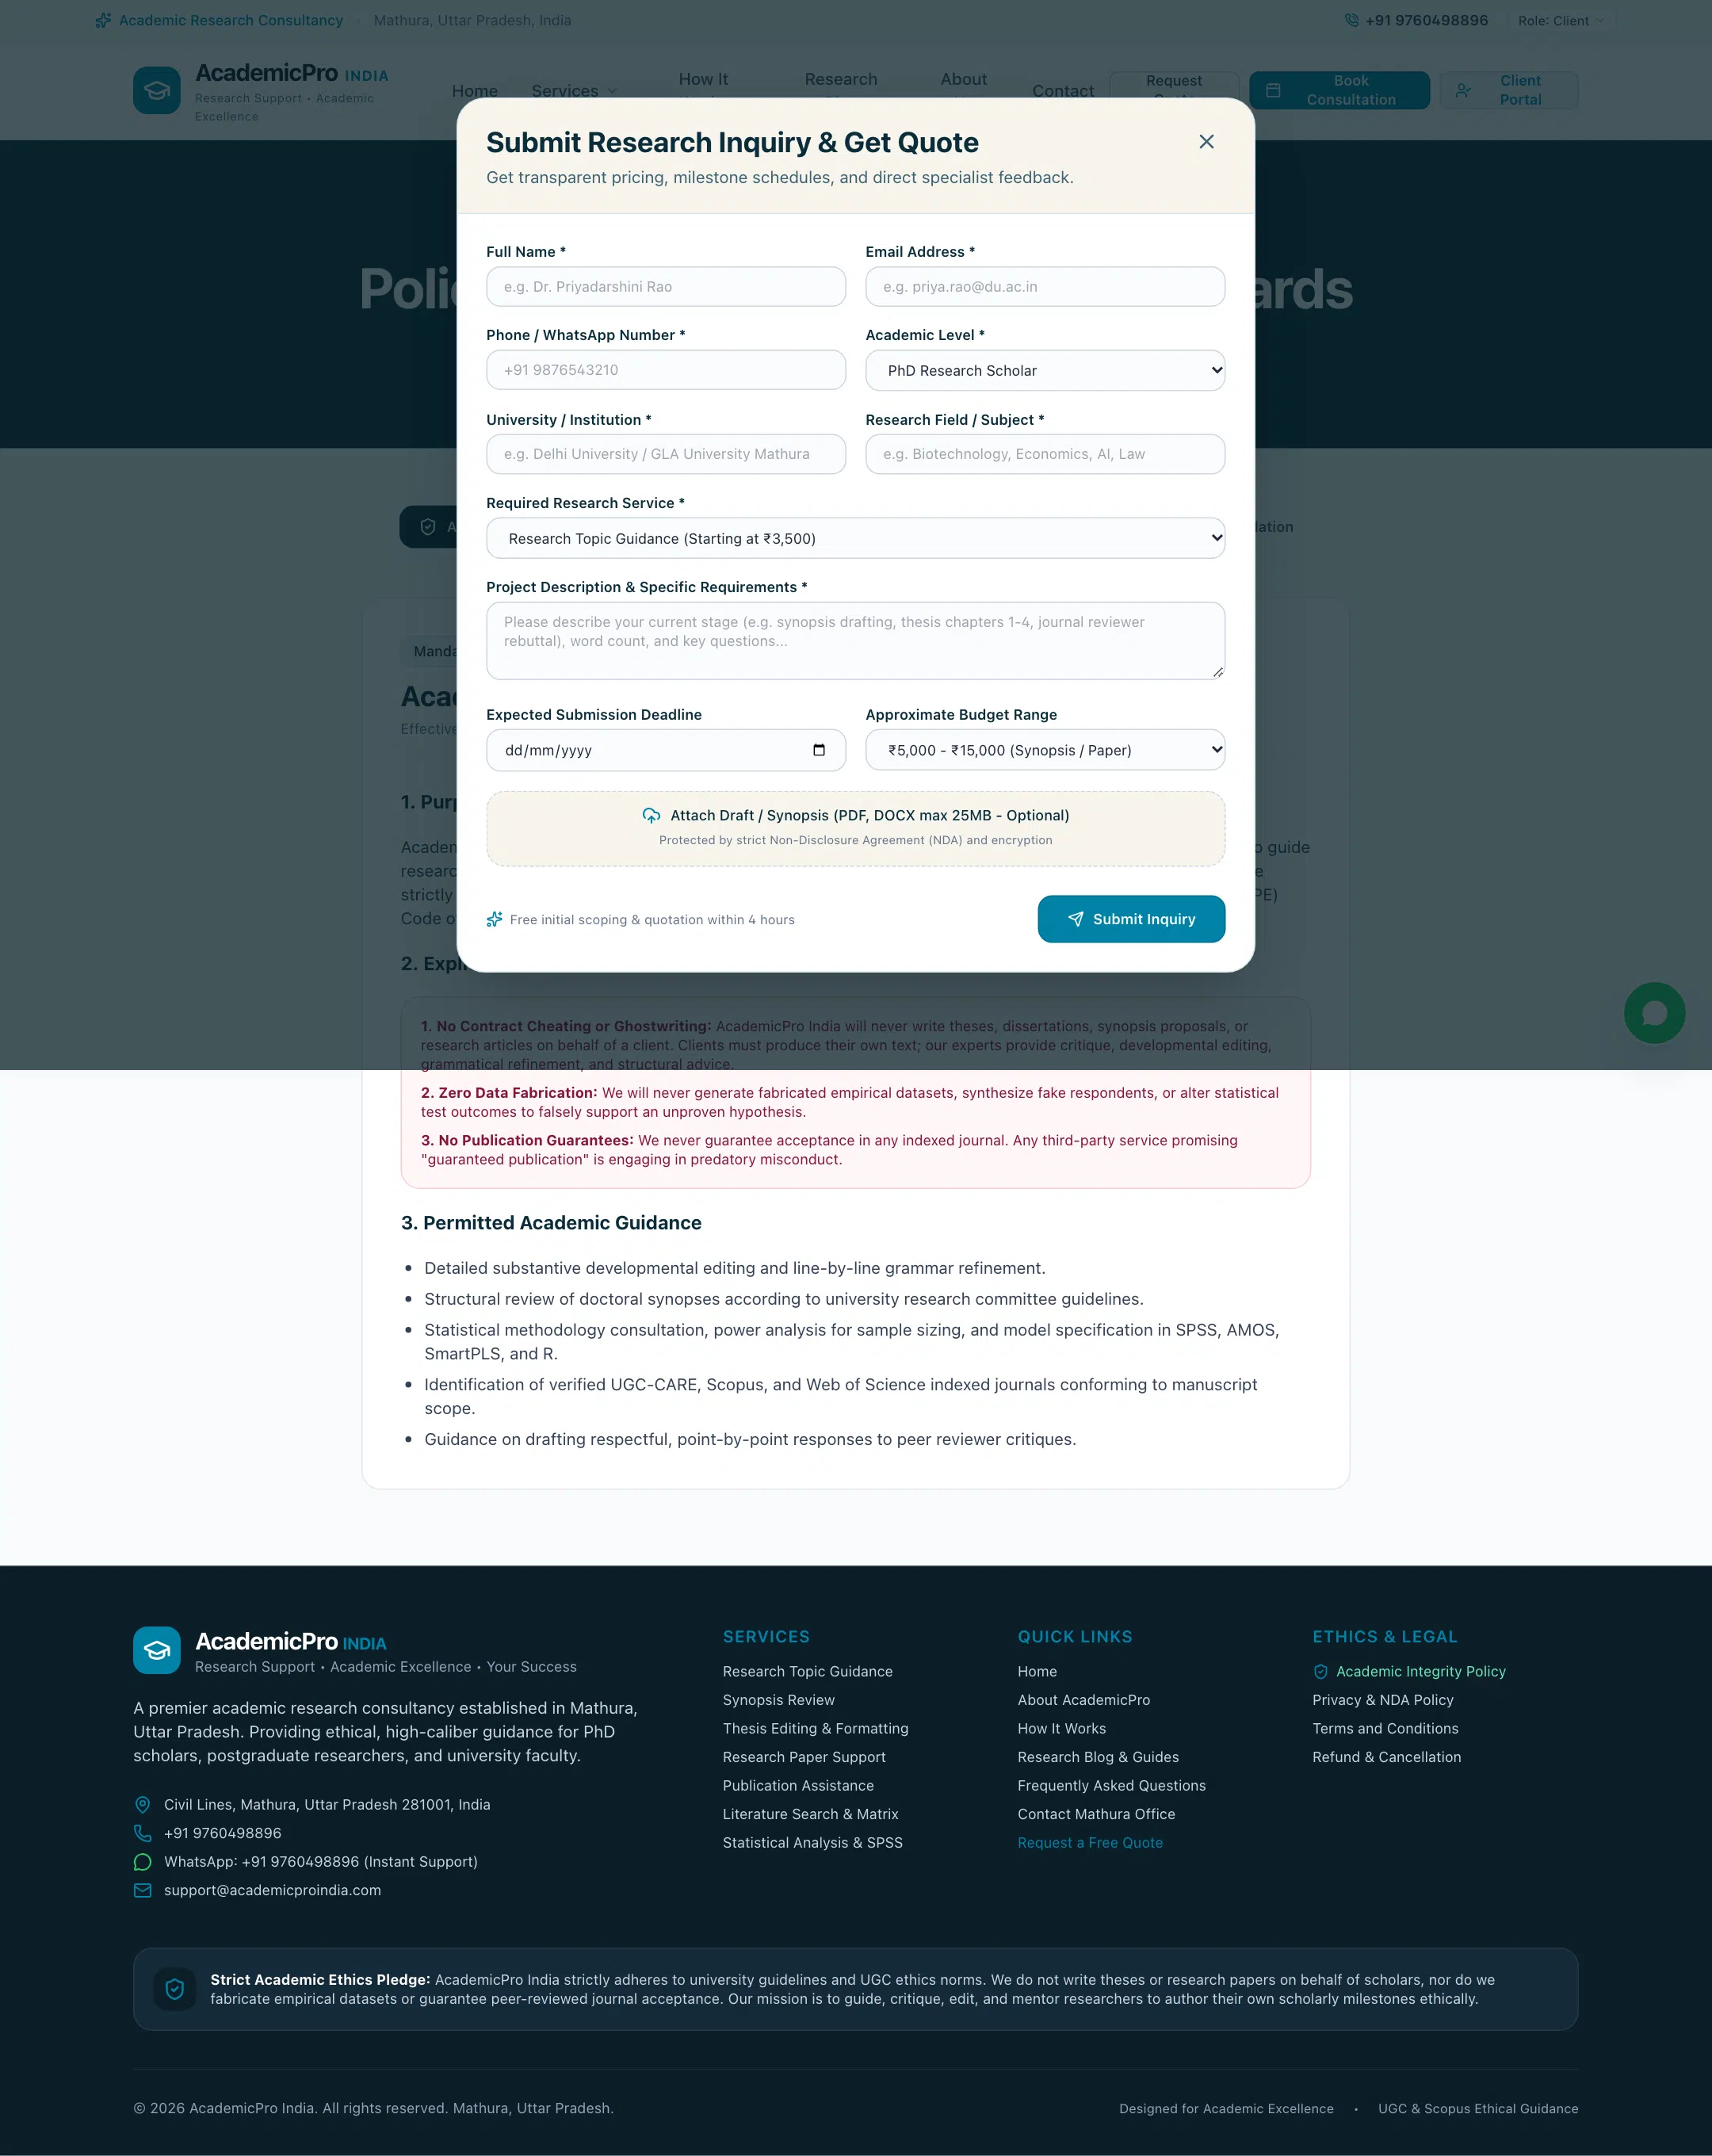 Academic Research Consultancy
Mathura, Uttar Pradesh, India
+91 9760498896
Role: Client
AcademicPro INDIA
Research Support • Academic
Excellence
Home
Services
How It
Research
About
Contact
Request
Book
Consultation
Client
Portal
Submit Research Inquiry & Get Quote
Get transparent pricing, milestone schedules, and direct specialist feedback.
Full Name *
Email Address *
e.g. Dr. Priyadarshini Rao
e.g. priya.rao@du.ac.in
Phone / WhatsApp Number *
Academic Level *
+91 9876543210
PhD Research Scholar
University / Institution *
Research Field / Subject *
e.g. Delhi University / GLA University Mathura
e.g. Biotechnology, Economics, AI, Law
Required Research Service *
Research Topic Guidance (Starting at ₹3,500)
Project Description & Specific Requirements *
Please describe your current stage (e.g. synopsis drafting, thesis chapters 1-4, journal reviewer
rebuttal), word count, and key questions...
Expected Submission Deadline
Approximate Budget Range
dd/mm/yyyy
₹5,000 - ₹15,000 (Synopsis / Paper)
Attach Draft / Synopsis (PDF, DOCX max 25MB - Optional)
Protected by strict Non-Disclosure Agreement (NDA) and encryption
Free initial scoping & quotation within 4 hours
Submit Inquiry
1. No Contract Cheating or Ghostwriting: AcademicPro India will never write theses, dissertations, synopsis proposals, or
research articles on behalf of a client. Clients must produce their own text; our experts provide critique, developmental editing,
grammatical refinement, and structural advice.
2. Zero Data Fabrication: We will never generate fabricated empirical datasets, synthesize fake respondents, or alter statistical
test outcomes to falsely support an unproven hypothesis.
3. No Publication Guarantees: We never guarantee acceptance in any indexed journal. Any third-party service promising
"guaranteed publication" is engaging in predatory misconduct.
3. Permitted Academic Guidance
• Detailed substantive developmental editing and line-by-line grammar refinement.
• Structural review of doctoral synopses according to university research committee guidelines.
• Statistical methodology consultation, power analysis for sample sizing, and model specification in SPSS, AMOS,
SmartPLS, and R.
• Identification of verified UGC-CARE, Scopus, and Web of Science indexed journals conforming to manuscript
scope.
• Guidance on drafting respectful, point-by-point responses to peer reviewer critiques.
AcademicPro INDIA
Research Support • Academic Excellence • Your Success
A premier academic research consultancy established in Mathura,
Uttar Pradesh. Providing ethical, high-caliber guidance for PhD
scholars, postgraduate researchers, and university faculty.
Civil Lines, Mathura, Uttar Pradesh 281001, India
+91 9760498896
WhatsApp: +91 9760498896 (Instant Support)
support@academicproindia.com
SERVICES
Research Topic Guidance
Synopsis Review
Thesis Editing & Formatting
Research Paper Support
Publication Assistance
Literature Search & Matrix
Statistical Analysis & SPSS
QUICK LINKS
Home
About AcademicPro
How It Works
Research Blog & Guides
Frequently Asked Questions
Contact Mathura Office
Request a Free Quote
ETHICS & LEGAL
Academic Integrity Policy
Privacy & NDA Policy
Terms and Conditions
Refund & Cancellation
Strict Academic Ethics Pledge: AcademicPro India strictly adheres to university guidelines and UGC ethics norms. We do not write theses or research papers on behalf of scholars, nor do we
fabricate empirical datasets or guarantee peer-reviewed journal acceptance. Our mission is to guide, critique, edit, and mentor researchers to author their own scholarly milestones ethically.
© 2026 AcademicPro India. All rights reserved. Mathura, Uttar Pradesh.
Designed for Academic Excellence • UGC & Scopus Ethical Guidance